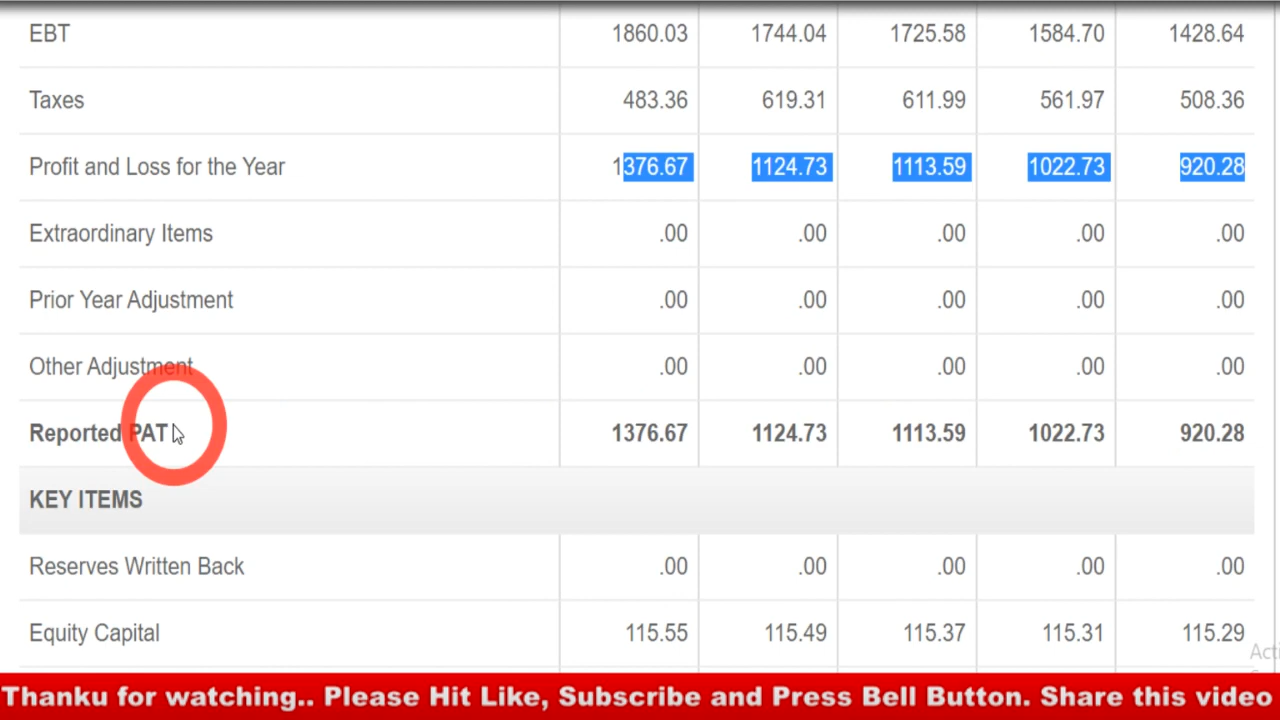 EBT 1860.03 1744.04 1725.58 1584.70 1428.64
Taxes 483.36 619.31 611.99 561.97 508.36
Profit and Loss for the Year 1376.67 1124.73 1113.59 1022.73 920.28
Extraordinary Items .00 .00 .00 .00 .00
Prior Year Adjustment .00 .00 .00 .00 .00
Other Adjustment .00 .00 .00 .00 .00
Reported PAT 1376.67 1124.73 1113.59 1022.73 920.28
KEY ITEMS
Reserves Written Back .00 .00 .00 .00 .00
Equity Capital 115.55 115.49 115.37 115.31 115.29
Acti
Thanku for watching.. Please Hit Like, Subscribe and Press Bell Button. Share this video